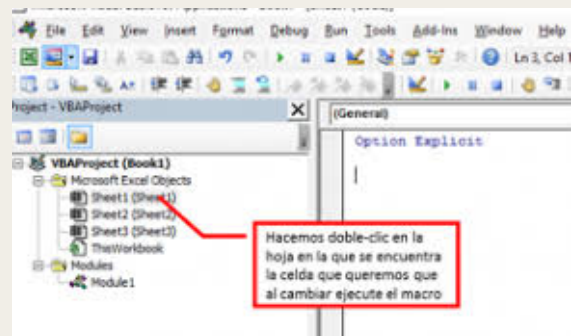 File Edit View Insert Format Debug Run Tools Add-Ins Window Help
Ln 3, Col 1
Project - VBAProject
(General)
Option Explicit
VBAProject (Book1)
Microsoft Excel Objects
Sheet1 (Sheet1)
Sheet2 (Sheet2)
Sheet3 (Sheet3)
ThisWorkbook
Modules
Module1
Hacemos doble-clic en la
hoja en la que se encuentra
la celda que queremos que
al cambiar ejecute el macro